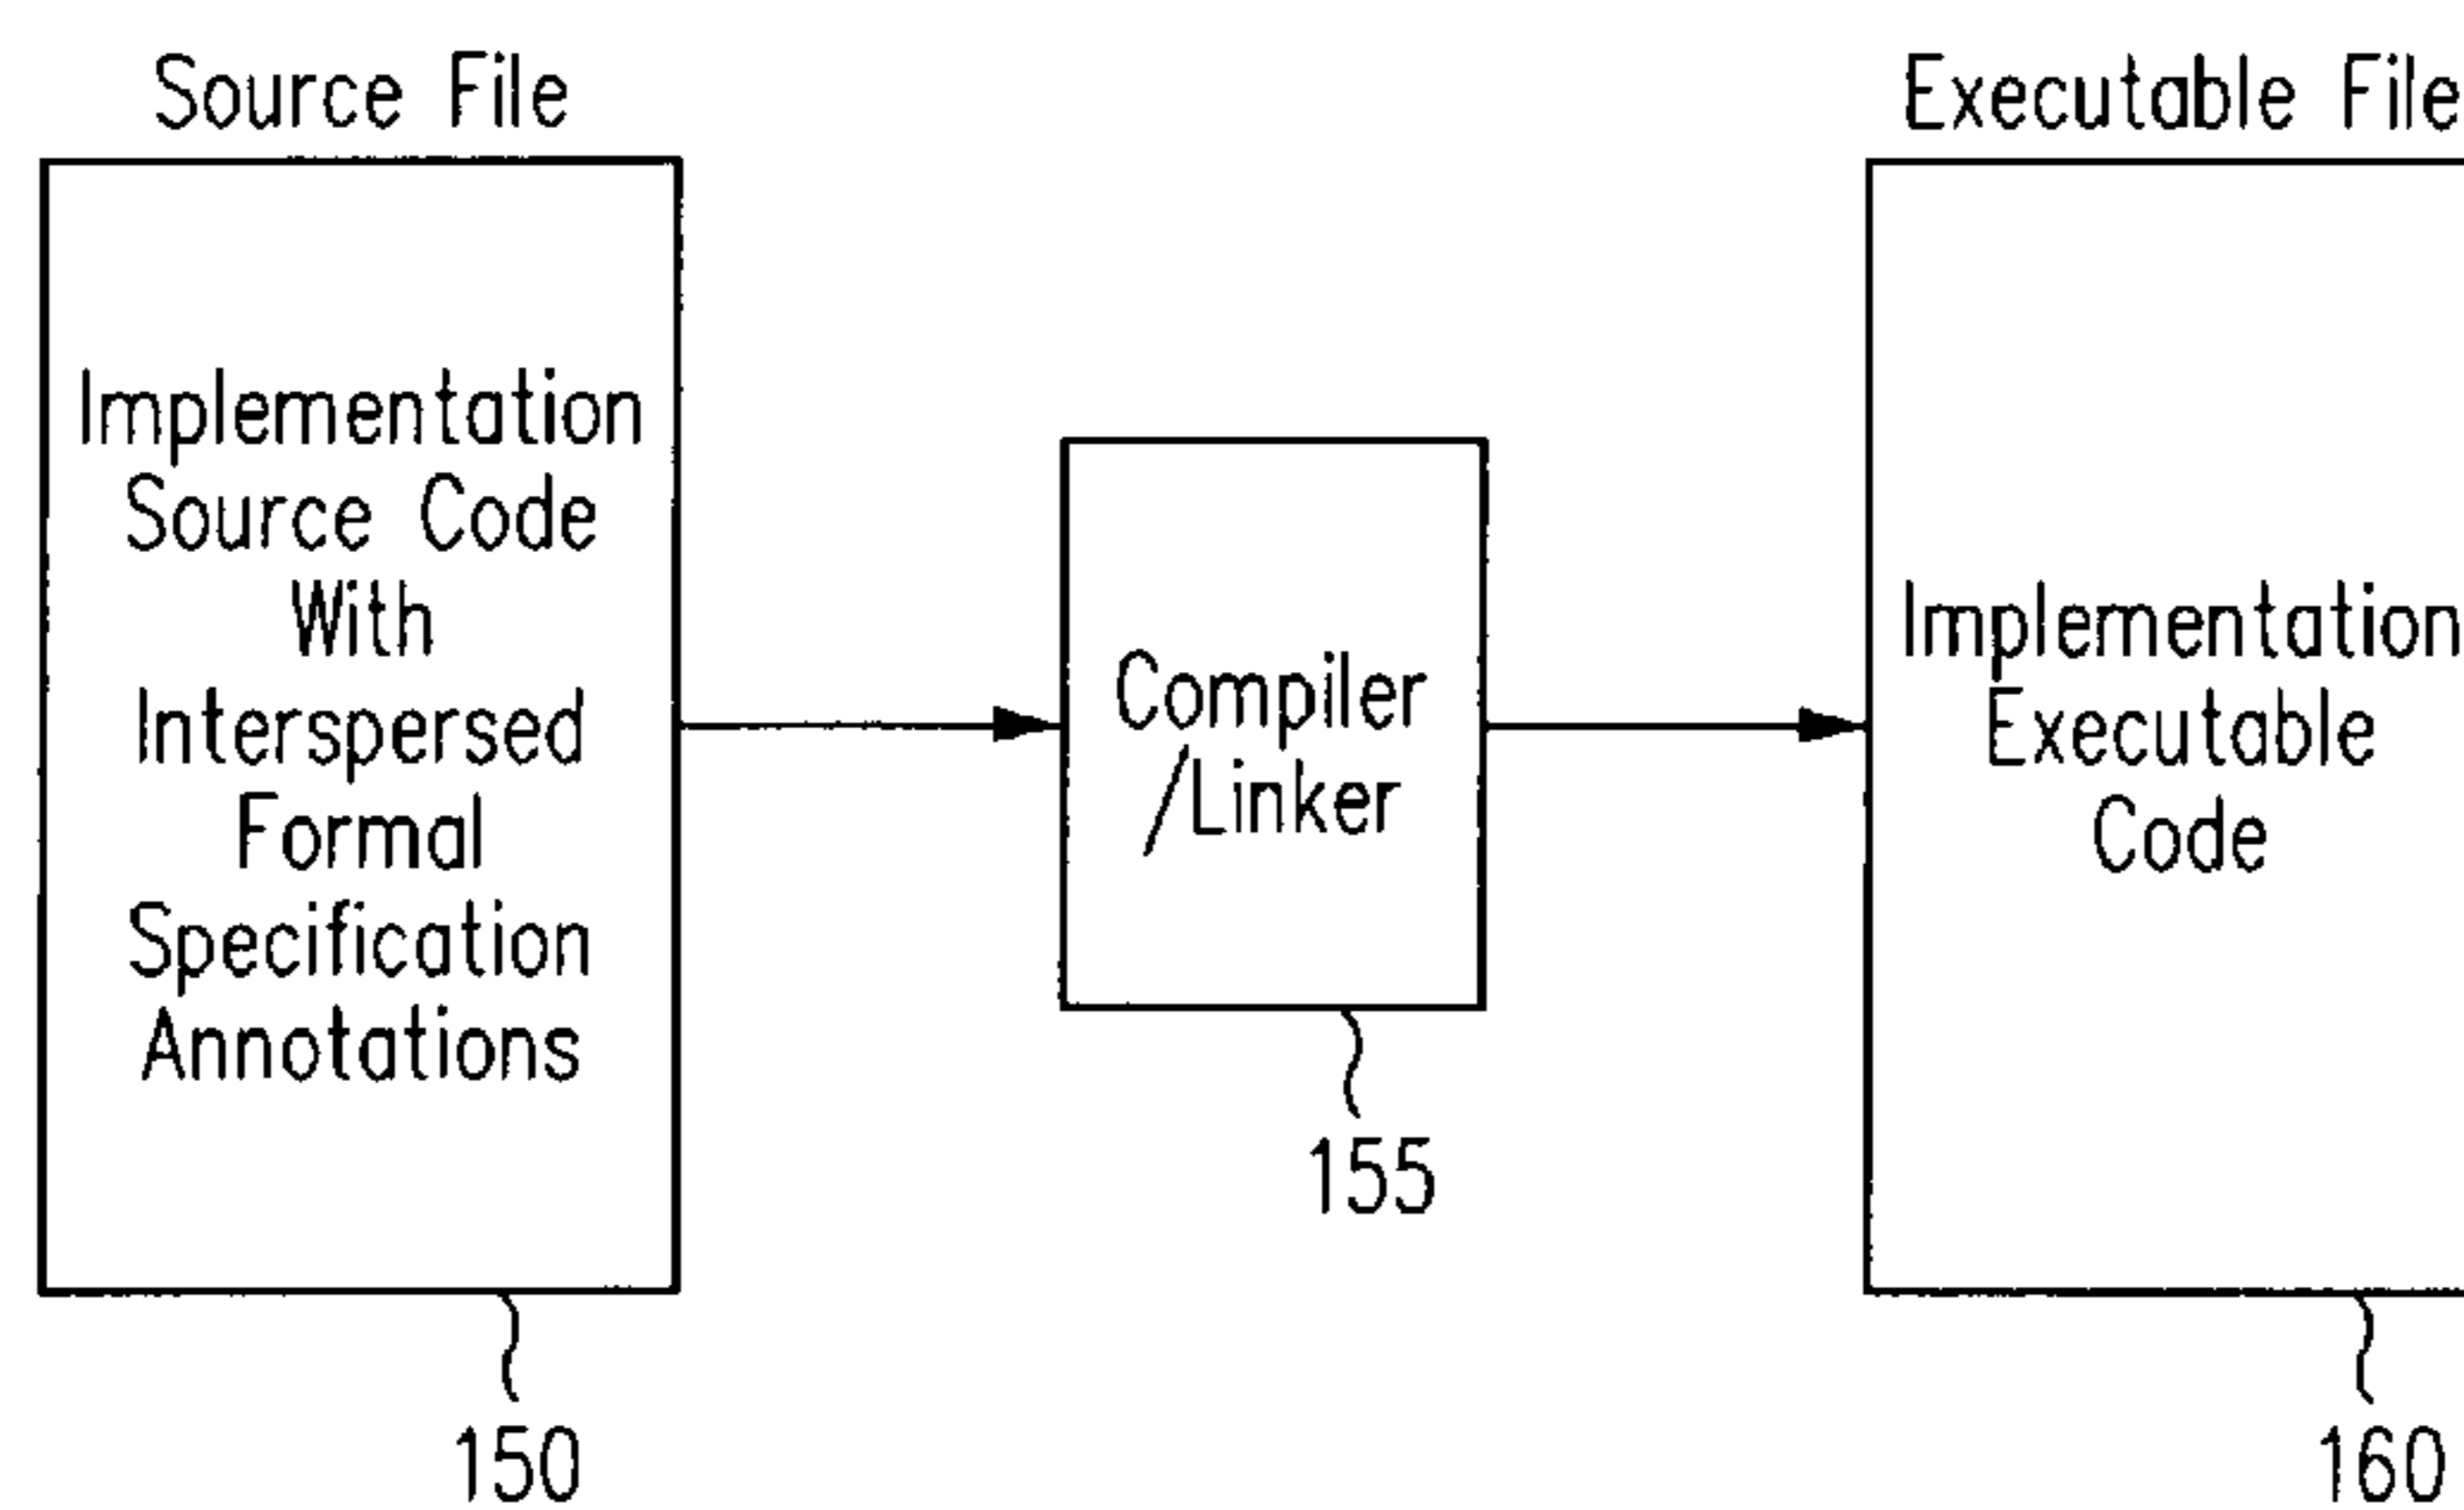 Source File
Implementation
Source Code
With
Interspersed
Formal
Specification
Annotations
150
Compiler
/Linker
155
Executable File
Implementation
Executable
Code
160